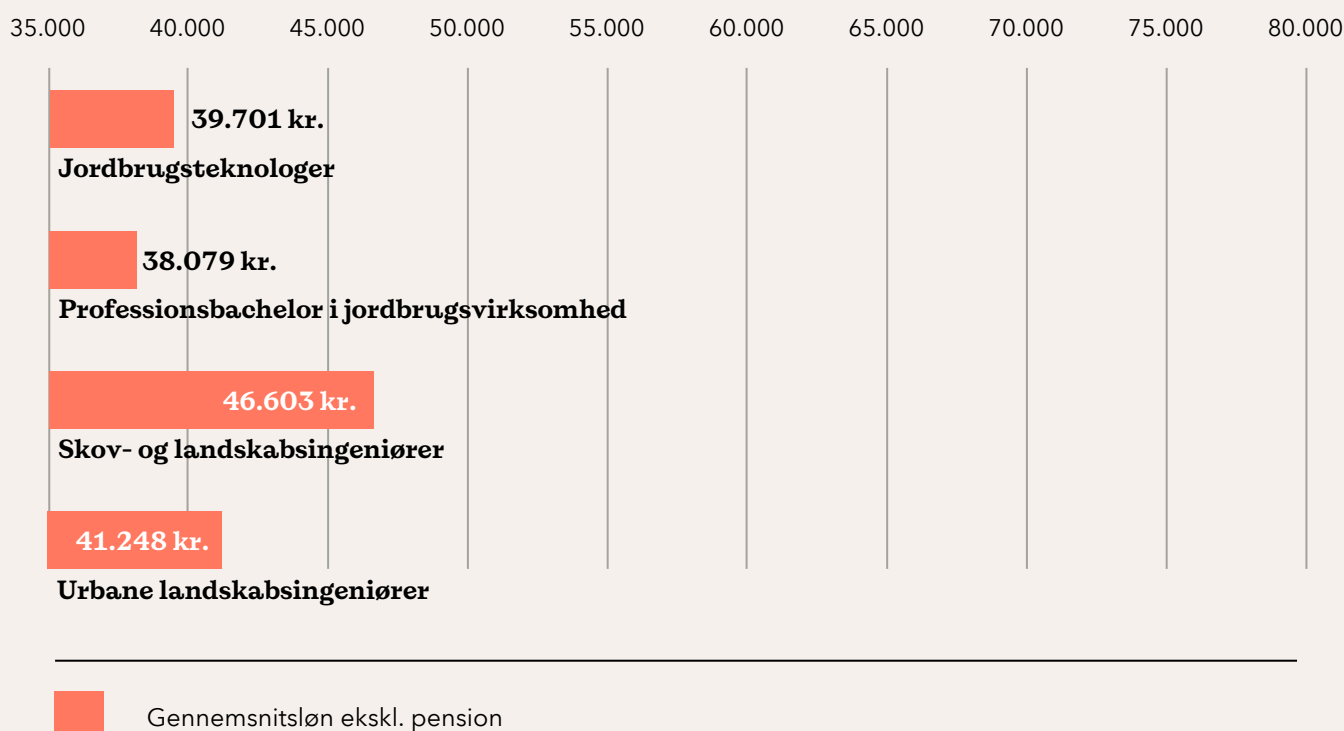 35.000 40.000 45.000 50.000 55.000 60.000 65.000 70.000 75.000 80.000
39.701 kr.
Jordbrugsteknologer
38.079 kr.
Professionsbachelor i jordbrugsvirksomhed
46.603 kr.
Skov- og landskabsingeniører
41.248 kr.
Urbane landskabsingeniører
Gennemsnitsløn ekskl. pension